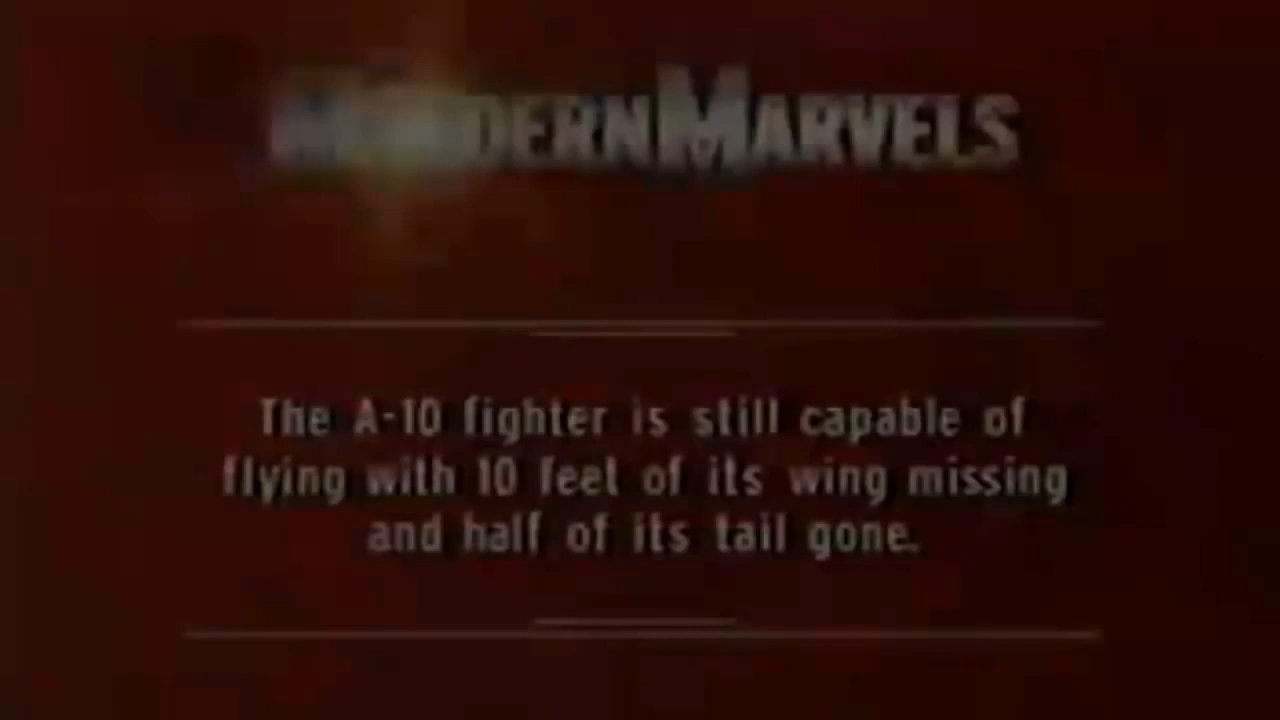 MODERN MARVELS
The A-10 fighter is still capable of
flying with 10 feet of its wing missing
and half of its tail gone.